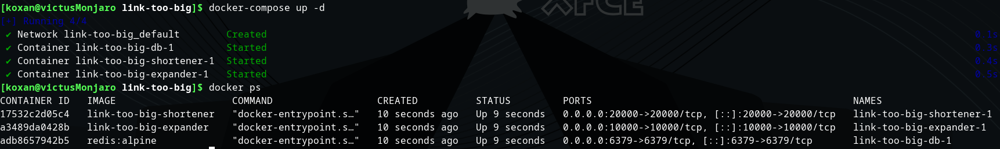 [koxan@victusMonjaro link-too-big]$ docker-compose up -d
[+] Running 4/4
✔ Network link-too-big_default        Created        0.1s
✔ Container link-too-big-db-1         Started        0.3s
✔ Container link-too-big-shortener-1  Started        0.4s
✔ Container link-too-big-expander-1   Started        0.5s
[koxan@victusMonjaro link-too-big]$ docker ps
CONTAINER ID   IMAGE                    COMMAND                  CREATED          STATUS         PORTS                                             NAMES
17532c2d05c4   link-too-big-shortener   "docker-entrypoint.s…"   10 seconds ago   Up 9 seconds   0.0.0.0:20000->20000/tcp, [::]:20000->20000/tcp   link-too-big-shortener-1
a3489da0428b   link-too-big-expander    "docker-entrypoint.s…"   10 seconds ago   Up 9 seconds   0.0.0.0:10000->10000/tcp, [::]:10000->10000/tcp   link-too-big-expander-1
adb8657942b5   redis:alpine             "docker-entrypoint.s…"   10 seconds ago   Up 9 seconds   0.0.0.0:6379->6379/tcp, [::]:6379->6379/tcp       link-too-big-db-1